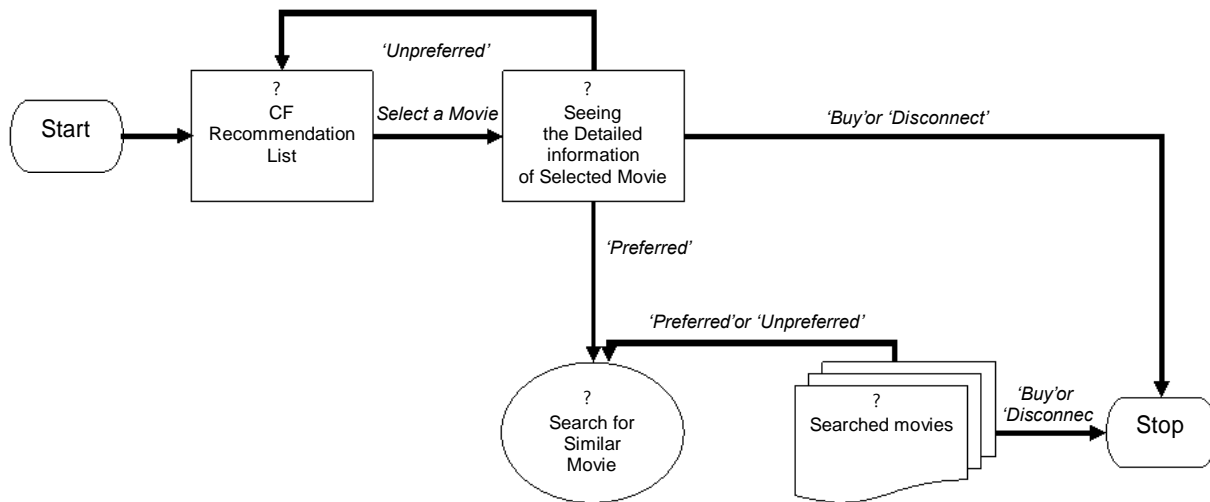 ‘Unpreferred’
Start
?
CF
Recommendation
List
Select a Movie
?
Seeing
the Detailed
information
of Selected Movie
‘Buy’or ‘Disconnect’
‘Preferred’
‘Preferred’or ‘Unpreferred’
?
Search for
Similar
Movie
?
Searched movies
‘Buy’or
‘Disconnec
Stop